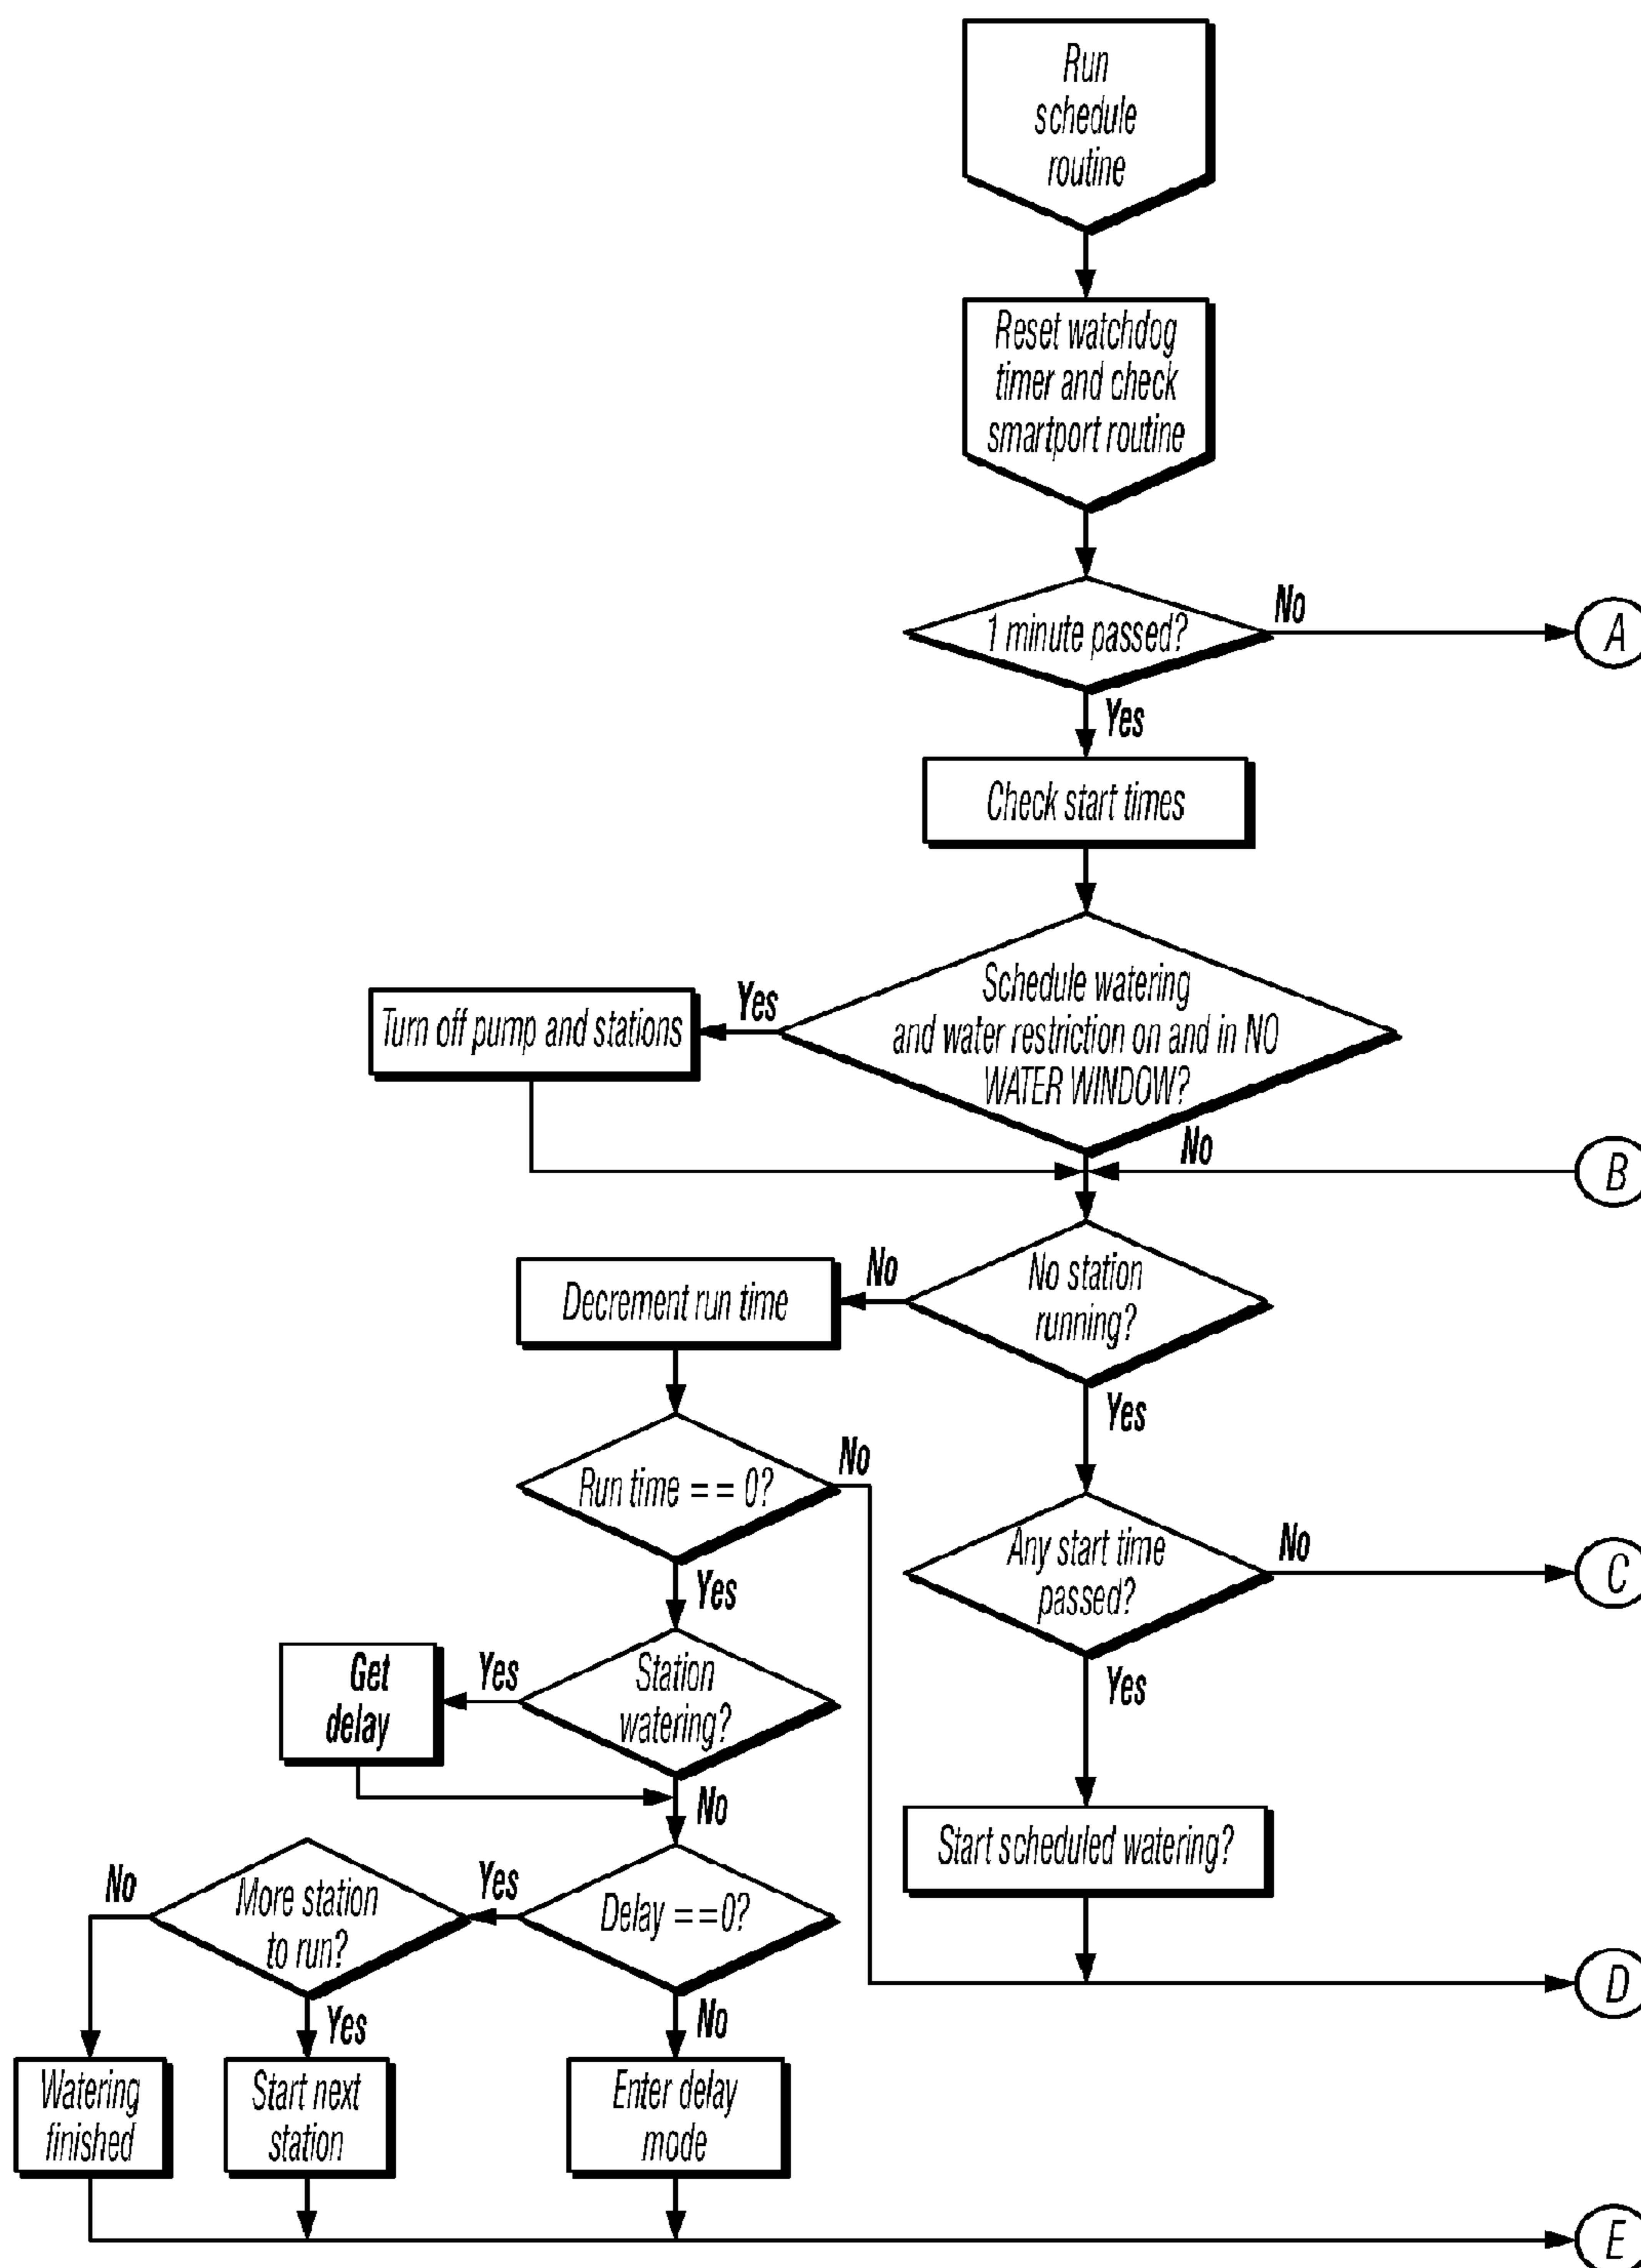 Run
schedule
routine
Reset watchdog
timer and check
smartport routine
1 minute passed?
No
A
Yes
Check start times
Schedule watering
and water restriction on and in NO
WATER WINDOW?
Yes
Turn off pump and stations
No
B
No station
running?
No
Decrement run time
Yes
Run time = = 0?
No
Any start time
passed?
No
C
Yes
Station
watering?
Yes
Get
delay
Yes
No
Start scheduled watering?
Delay = =0?
Yes
More station
to run?
No
D
Yes
No
Watering
finished
Start next
station
Enter delay
mode
E